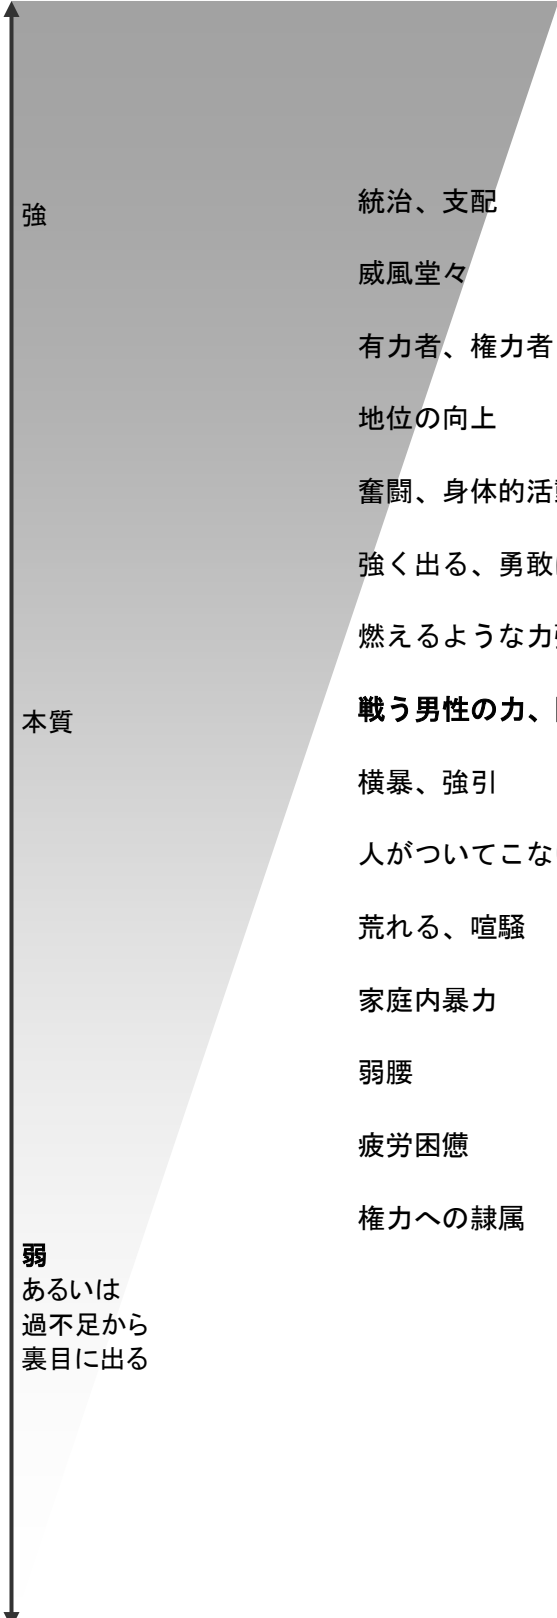 強
統治、支配
威風堂々
有力者、権力者
地位の向上
奮闘、身体的活
強く出る、勇敢
燃えるような力
本質
戦う男性の力、
横暴、強引
人がついてこな
荒れる、喧騒
家庭内暴力
弱腰
疲労困憊
権力への隷属
弱
あるいは
過不足から
裏目に出る